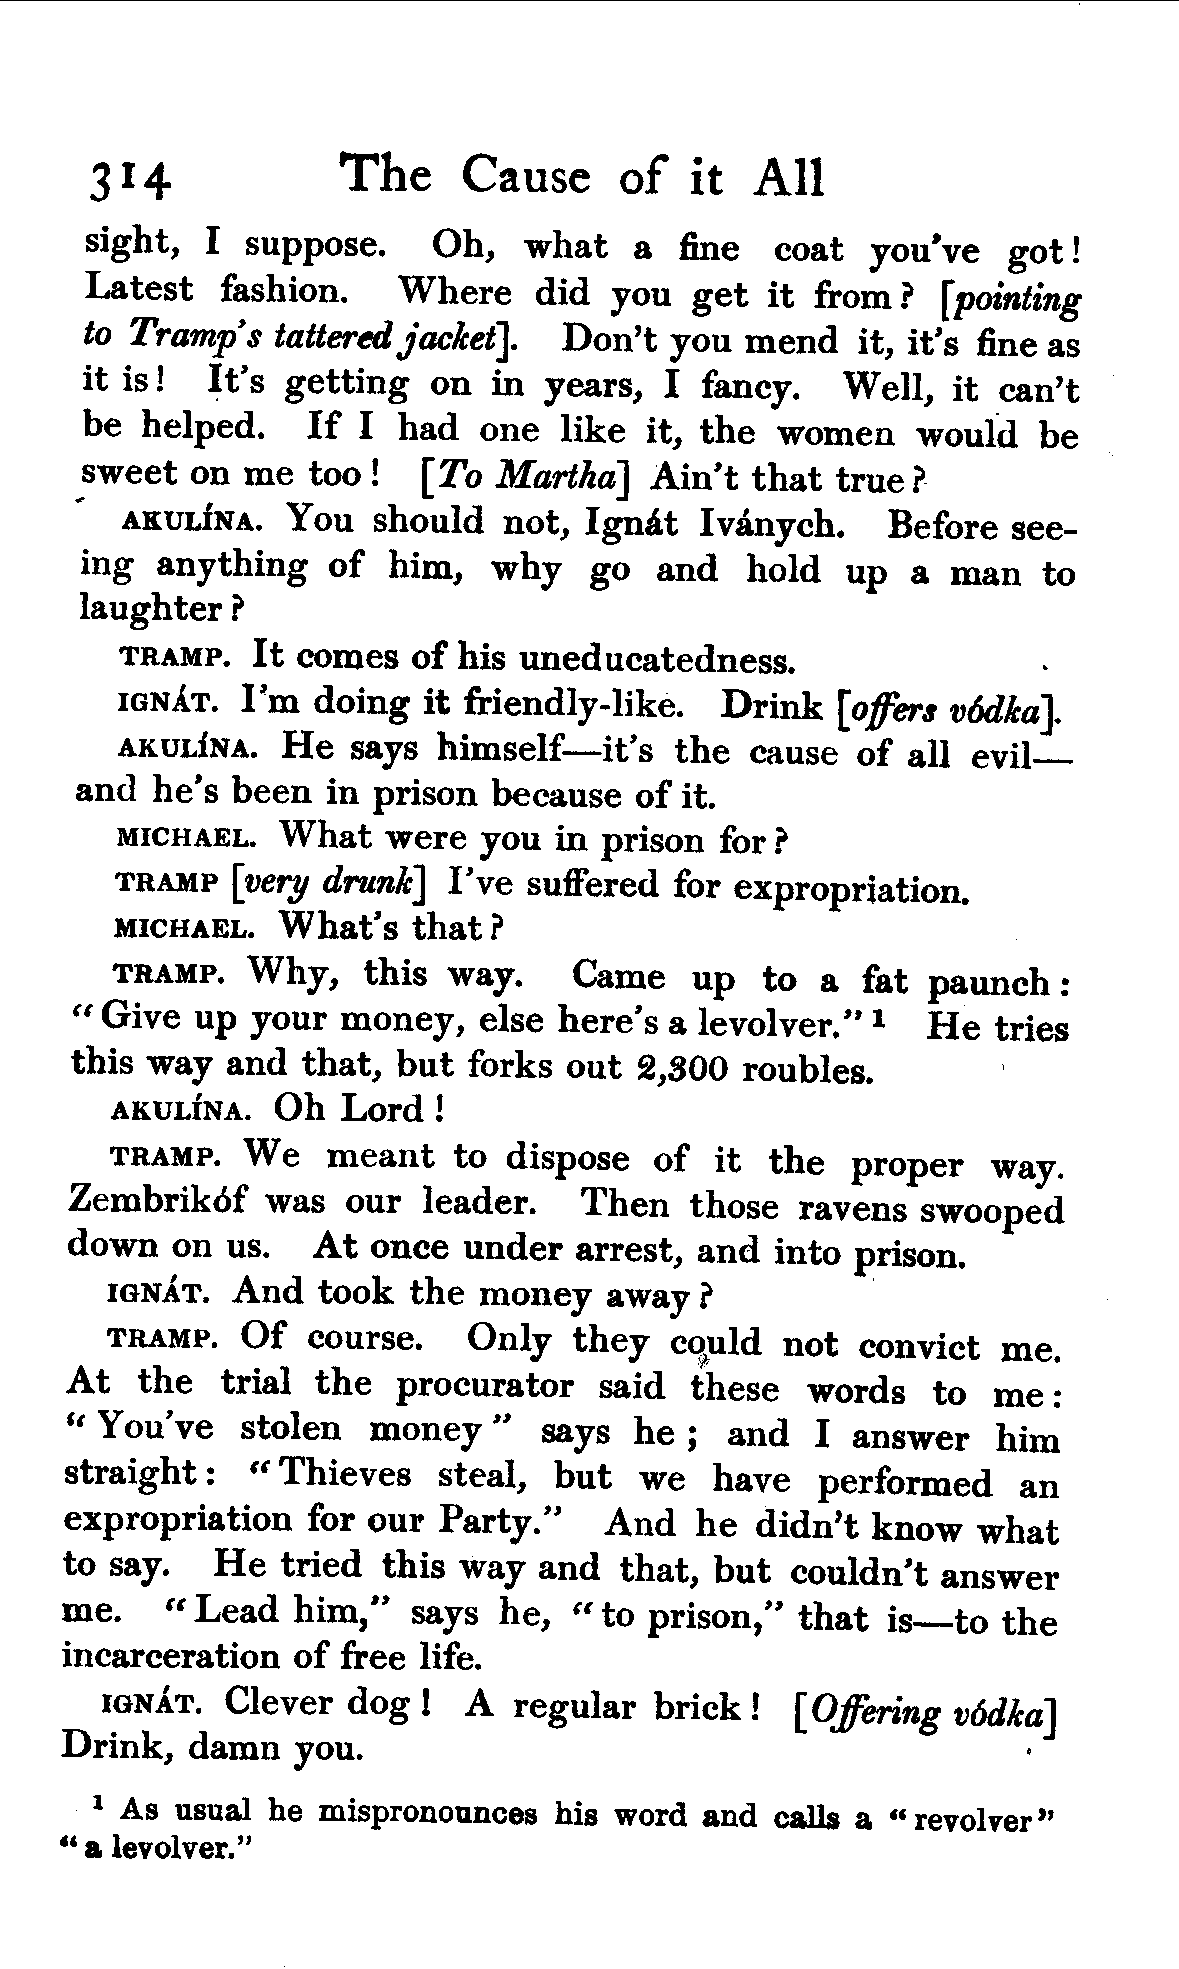 314 The Cause of it All
sight, I suppose. Oh, what a fine coat you've got!
Latest fashion. Where did you get it from? [pointing
to Tramp's tattered jacket]. Don't you mend it, it's fine as
it is! It's getting on in years, I fancy. Well, it can't
be helped. If I had one like it, the women would be
sweet on me too! [To Martha] Ain't that true?
AKULÍNA. You should not, Ignát Iványch. Before see-
ing anything of him, why go and hold up a man to
laughter?
TRAMP. It comes of his uneducatedness.
IGNÁT. I'm doing it friendly-like. Drink [offers vódka].
AKULÍNA. He says himself—it's the cause of all evil—
and he's been in prison because of it.
MICHAEL. What were you in prison for?
TRAMP [very drunk] I've suffered for expropriation.
MICHAEL. What's that?
TRAMP. Why, this way. Came up to a fat paunch:
"Give up your money, else here's a levolver." ¹ He tries
this way and that, but forks out 2,300 roubles.
AKULÍNA. Oh Lord!
TRAMP. We meant to dispose of it the proper way.
Zembrikóf was our leader. Then those ravens swooped
down on us. At once under arrest, and into prison.
IGNÁT. And took the money away?
TRAMP. Of course. Only they could not convict me.
At the trial the procurator said these words to me:
"You've stolen money" says he; and I answer him
straight: "Thieves steal, but we have performed an
expropriation for our Party." And he didn't know what
to say. He tried this way and that, but couldn't answer
me. "Lead him," says he, "to prison," that is—to the
incarceration of free life.
IGNÁT. Clever dog! A regular brick! [Offering vódka]
Drink, damn you.
¹ As usual he mispronounces his word and calls a "revolver"
"a levolver."